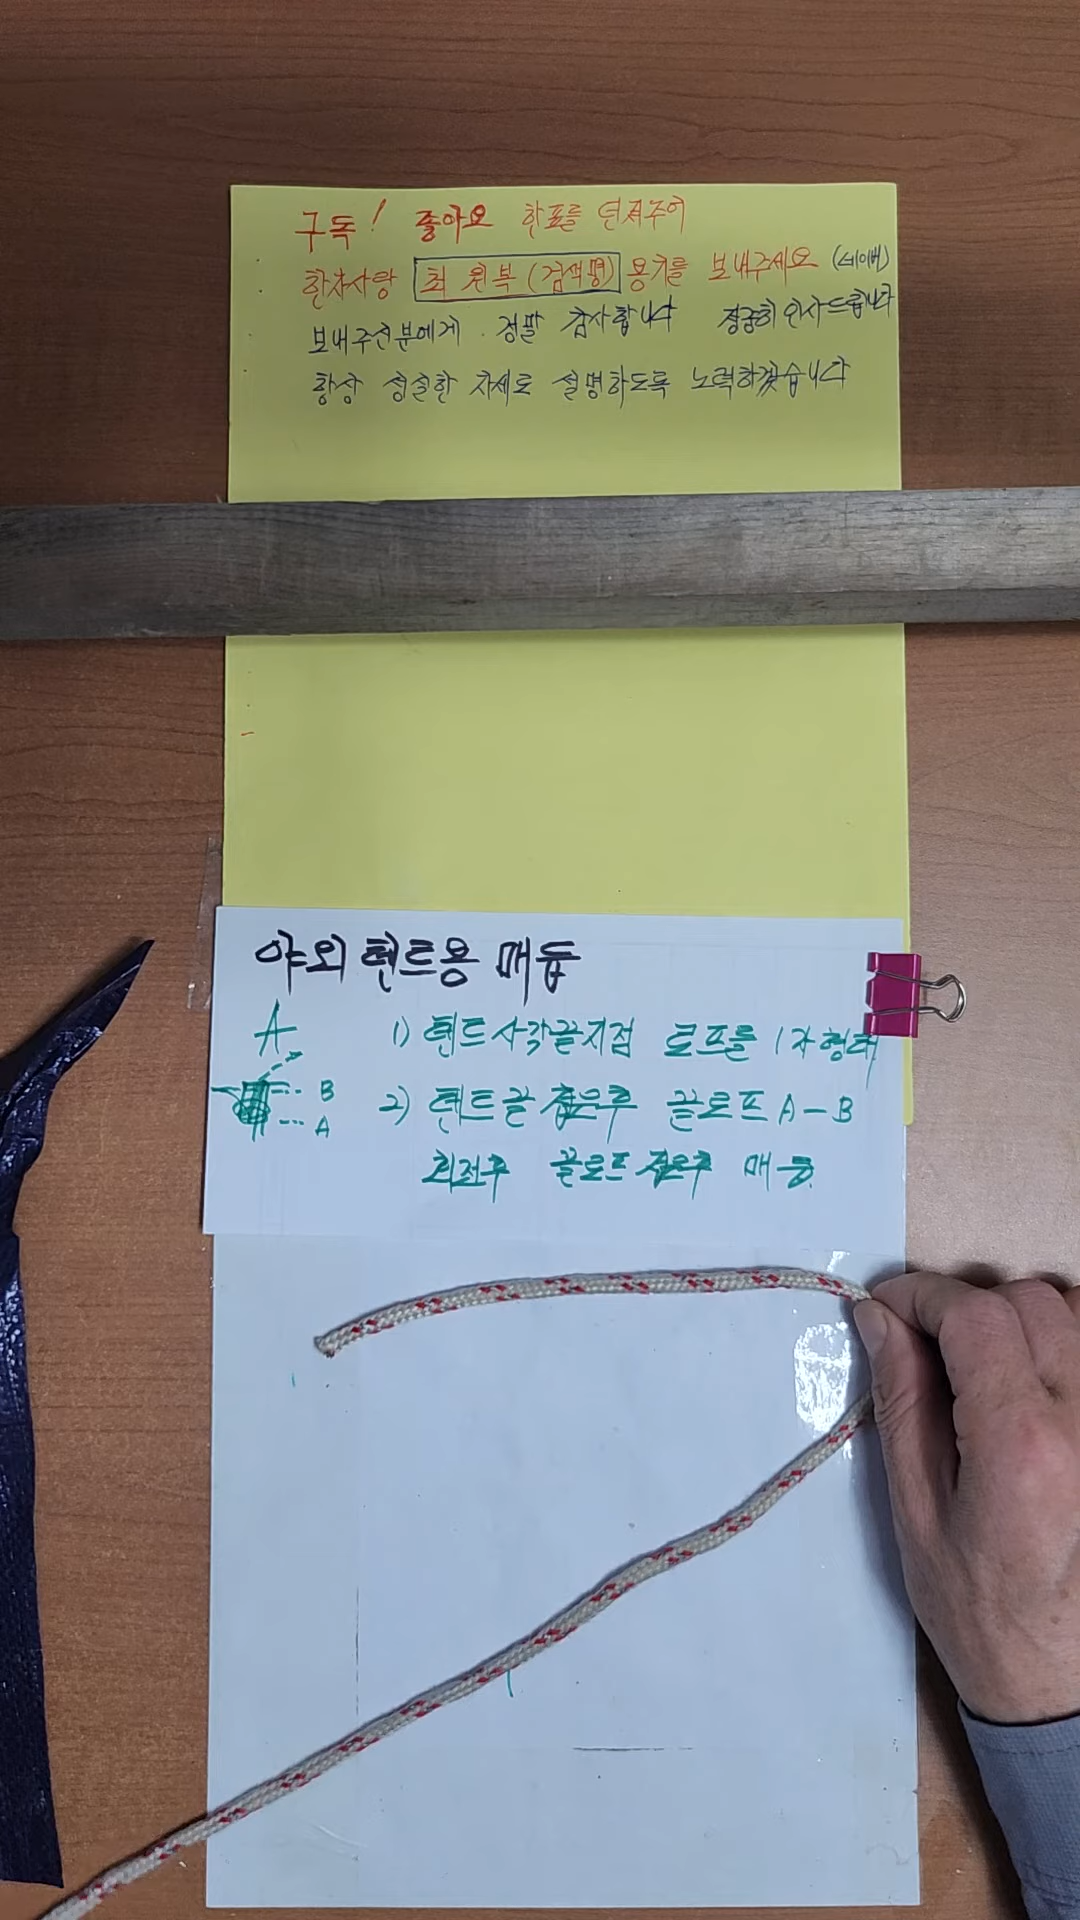 구독! 좋아요 한표를 던져주어
한자사랑 최원복 (검색명) 용기를 보내주세요 (네이버)
보내주신분에게 . 정말 감사합니다 정중히 인사드립니다
항상 성실한 자세로 설명하도록 노력하겠습니다
야외 텐트용 매듭
A
1) 텐트사각끝지점 로프를 1자형태
B
2) 텐트끝 접은후 끝로프 A-B
A
회전후 끝로프 접은후 매듭